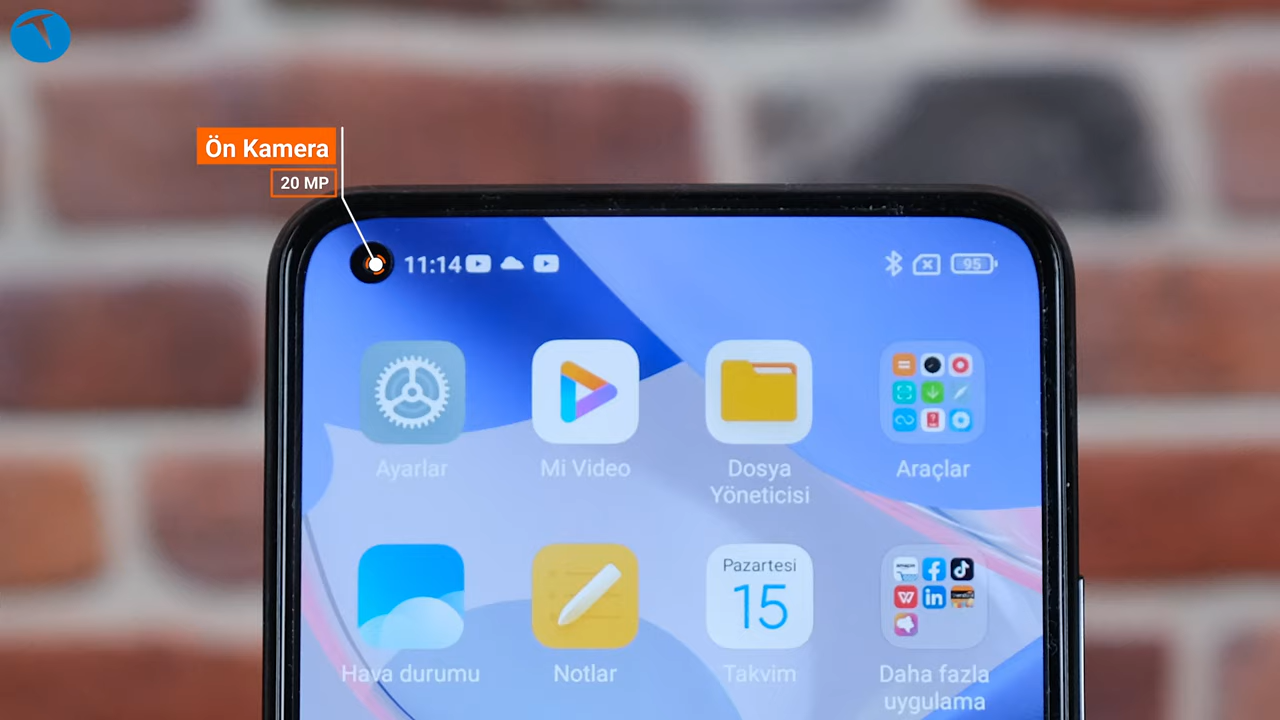 Ön Kamera
20 MP
11:14
95
Ayarlar
Mi Video
Dosya
Yöneticisi
Araçlar
Pazartesi
15
Hava durumu
Notlar
Takvim
Daha fazla
uygulama